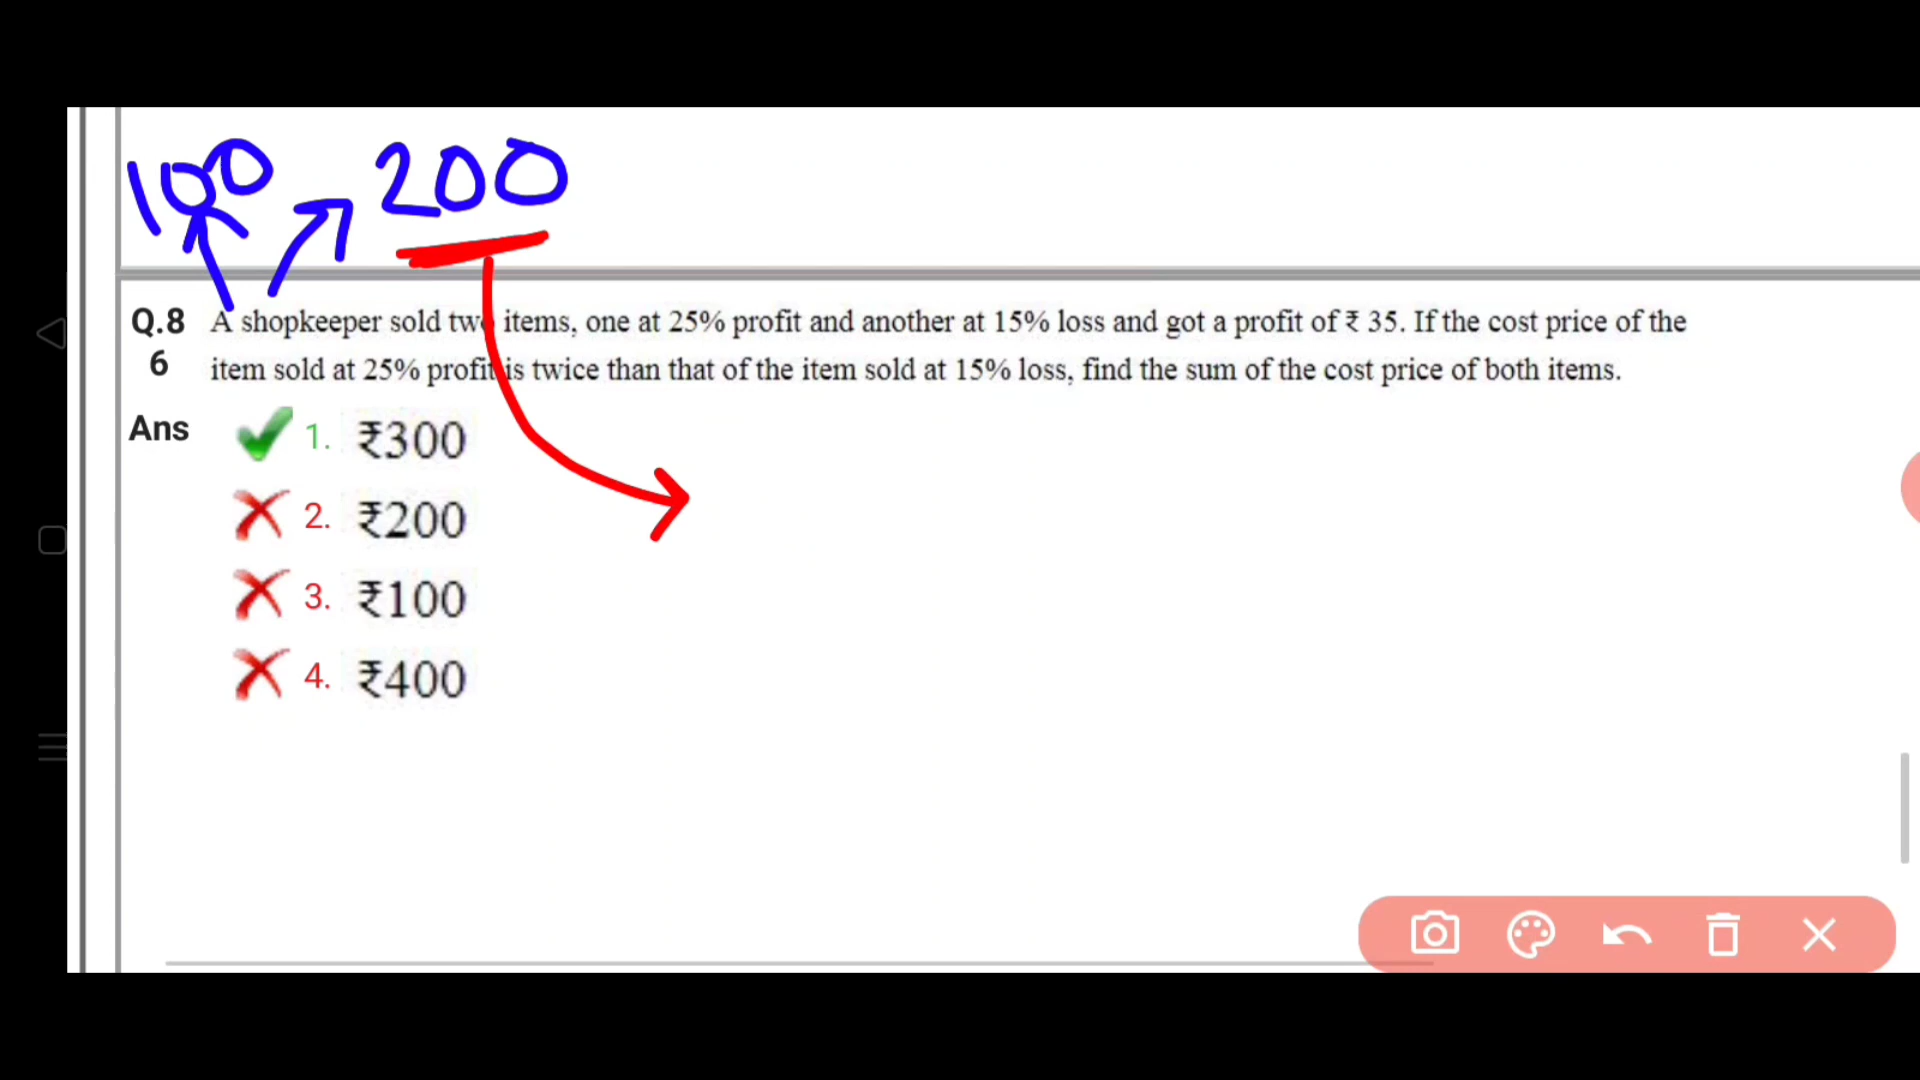 100 200
Q.8 A shopkeeper sold two items, one at 25% profit and another at 15% loss and got a profit of ₹ 35. If the cost price of the
6 item sold at 25% profit is twice than that of the item sold at 15% loss, find the sum of the cost price of both items.
Ans 1. ₹300
2. ₹200
3. ₹100
4. ₹400